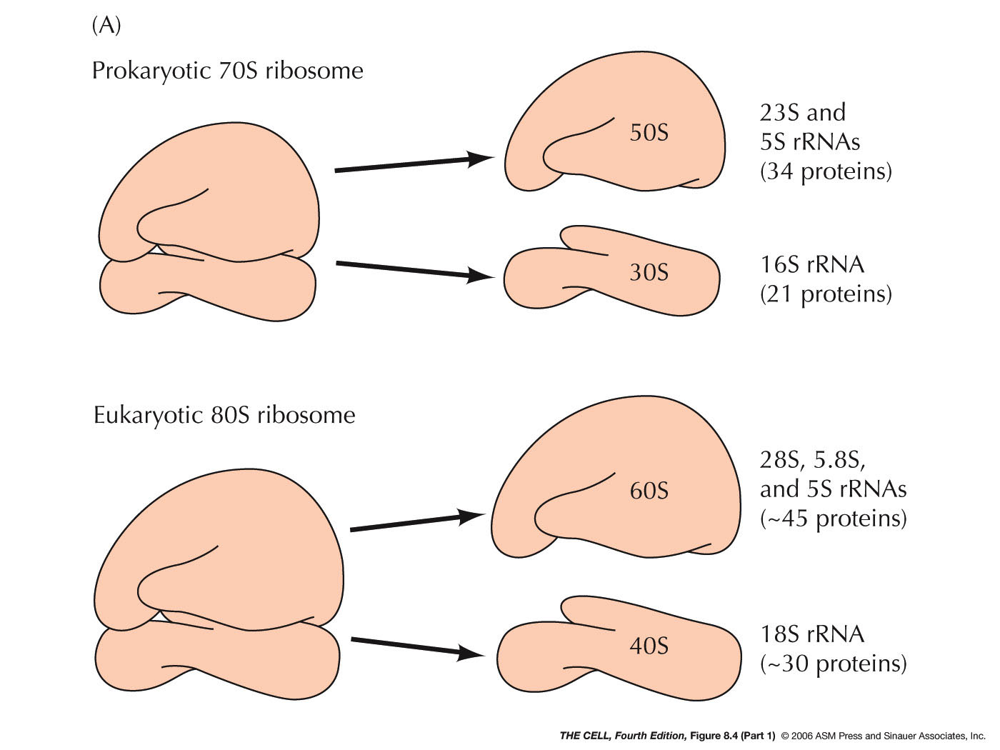 (A)
Prokaryotic 70S ribosome
50S
23S and
5S rRNAs
(34 proteins)
30S
16S rRNA
(21 proteins)
Eukaryotic 80S ribosome
60S
28S, 5.8S,
and 5S rRNAs
(~45 proteins)
40S
18S rRNA
(~30 proteins)
THE CELL, Fourth Edition, Figure 8.4 (Part 1) © 2006 ASM Press and Sinauer Associates, Inc.